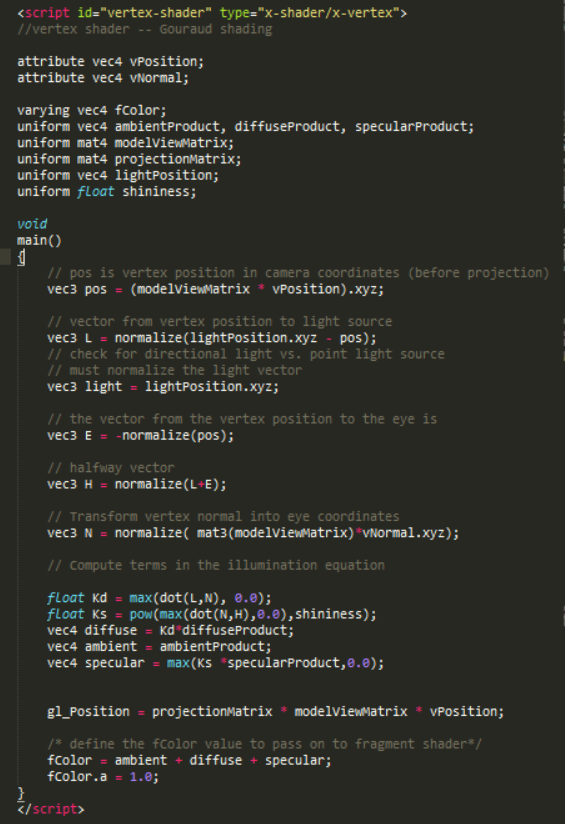 <script id="vertex-shader" type="x-shader/x-vertex">
//vertex shader -- Gouraud shading

attribute vec4 vPosition;
attribute vec4 vNormal;

varying vec4 fColor;
uniform vec4 ambientProduct, diffuseProduct, specularProduct;
uniform mat4 modelViewMatrix;
uniform mat4 projectionMatrix;
uniform vec4 lightPosition;
uniform float shininess;

void
main()
{
    // pos is vertex position in camera coordinates (before projection)
    vec3 pos = (modelViewMatrix * vPosition).xyz;

    // vector from vertex position to light source
    vec3 L = normalize(lightPosition.xyz - pos);
    // check for directional light vs. point light source
    // must normalize the light vector
    vec3 light = lightPosition.xyz;

    // the vector from the vertex position to the eye is
    vec3 E = -normalize(pos);

    // halfway vector
    vec3 H = normalize(L+E);

    // Transform vertex normal into eye coordinates
    vec3 N = normalize( mat3(modelViewMatrix)*vNormal.xyz);

    // Compute terms in the illumination equation

    float Kd = max(dot(L,N), 0.0);
    float Ks = pow(max(dot(N,H),0.0),shininess);
    vec4 diffuse = Kd*diffuseProduct;
    vec4 ambient = ambientProduct;
    vec4 specular = max(Ks *specularProduct,0.0);


    gl_Position = projectionMatrix * modelViewMatrix * vPosition;

    /* define the fColor value to pass on to fragment shader*/
    fColor = ambient + diffuse + specular;
    fColor.a = 1.0;
}
</script>